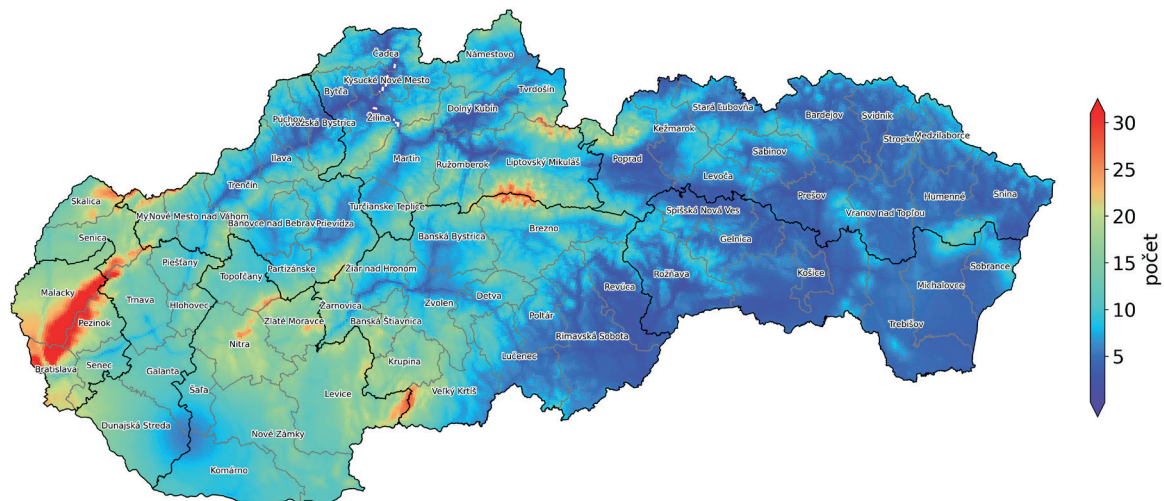 Čadca
Námestovo
Kysucké Nové Mesto
Bytča
Tvrdošín
Dolný Kubín
Stará Ľubovňa
Bardejov
Svidník
Žilina
Púchov
Považská Bystrica
Kežmarok
Stropkov
Medzilaborce
Sabinov
Ilava
Martin
Ružomberok
Liptovský Mikuláš
Poprad
Levoča
Trenčín
Prešov
Humenné
Snina
Skalica
Turčianske Teplice
Spišská Nová Ves
Vranov nad Topľou
My
Nové Mesto nad Váhom
Bánovce nad Bebrav
Prievidza
Banská Bystrica
Brezno
Gelnica
Senica
Piešťany
Topoľčany
Partizánske
Žiar nad Hronom
Rožňava
Košice
Sobrance
Malacky
Trnava
Hlohovec
Žarnovica
Zvolen
Detva
Revúca
Michalovce
Pezinok
Zlaté Moravce
Banská Štiavnica
Poltár
Nitra
Rimavská Sobota
Trebišov
Bratislava
Senec
Galanta
Krupina
Lučenec
Šaľa
Levice
Veľký Krtíš
Dunajská Streda
Nové Zámky
Komárno
30
25
20
15
10
5
počet